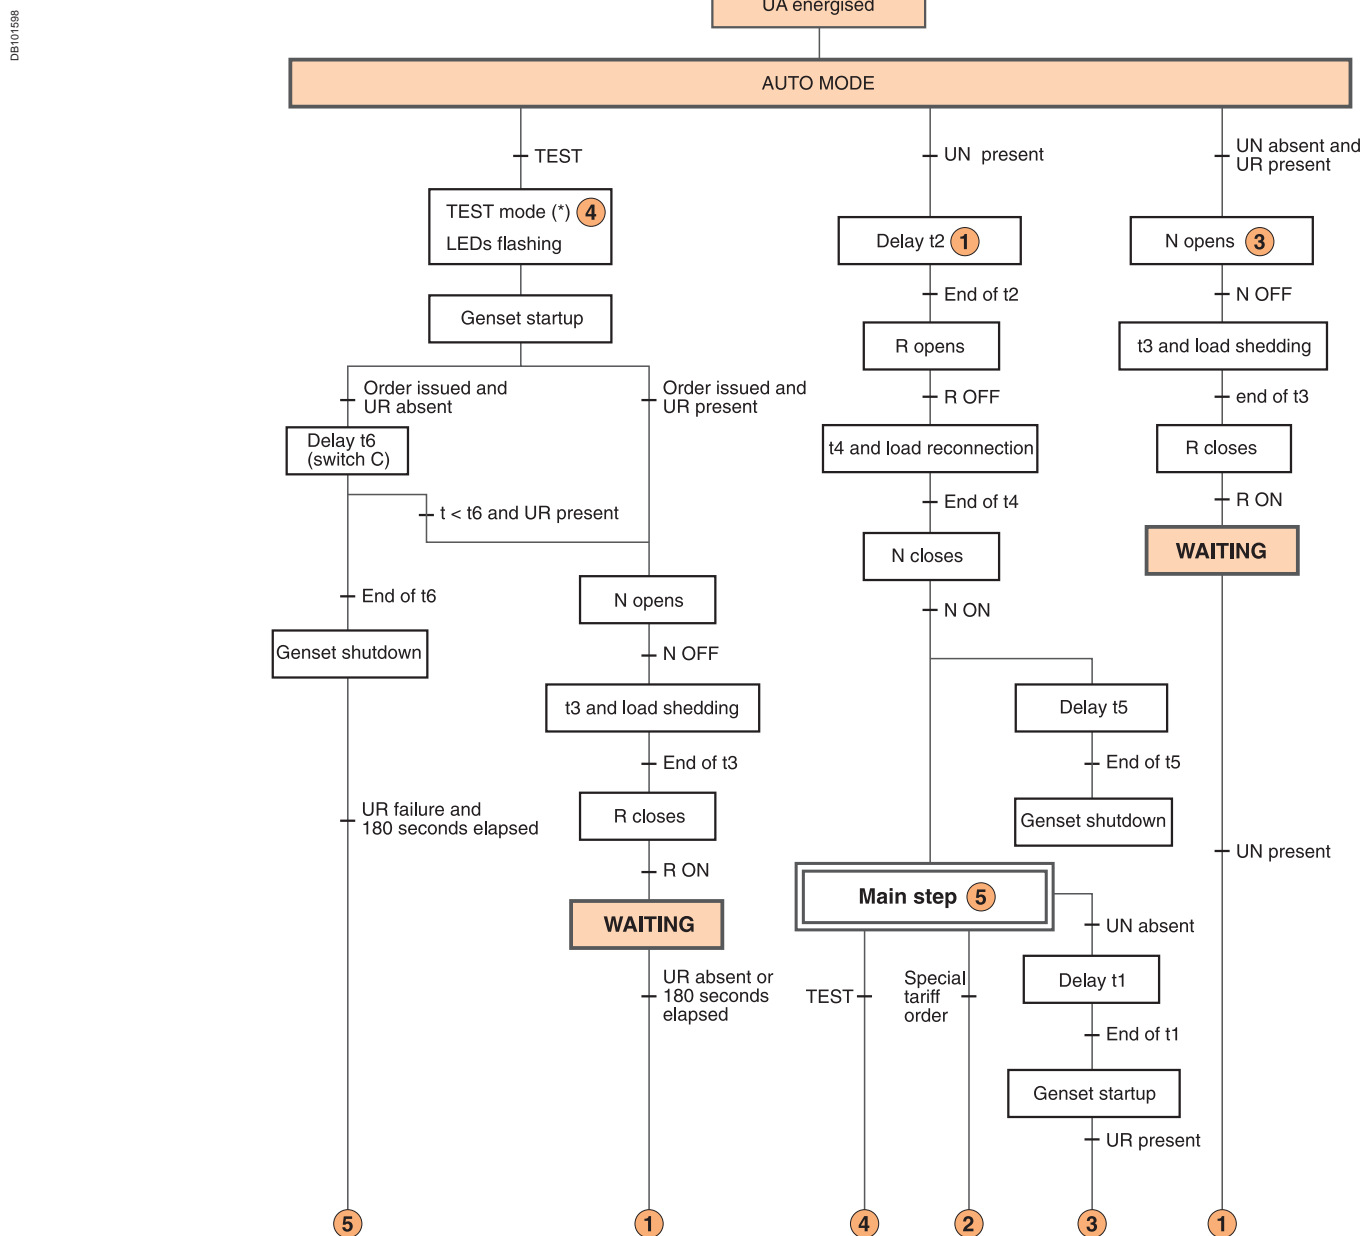 DB101598
UA energised
AUTO MODE
TEST
UN present
UN absent and
UR present
TEST mode (*) 4
LEDs flashing
Delay t2 1
N opens 3
End of t2
N OFF
Genset startup
R opens
t3 and load shedding
Order issued and
UR absent
Order issued and
UR present
R OFF
end of t3
Delay t6
(switch C)
t4 and load reconnection
R closes
t < t6 and UR present
End of t4
R ON
N closes
WAITING
End of t6
N opens
N ON
Genset shutdown
N OFF
t3 and load shedding
Delay t5
End of t3
End of t5
UR failure and
180 seconds elapsed
R closes
Genset shutdown
UN present
R ON
Main step 5
WAITING
UN absent
UR absent or
180 seconds
elapsed
TEST
Special
tariff
order
Delay t1
End of t1
Genset startup
UR present
5
1
4
2
3
1